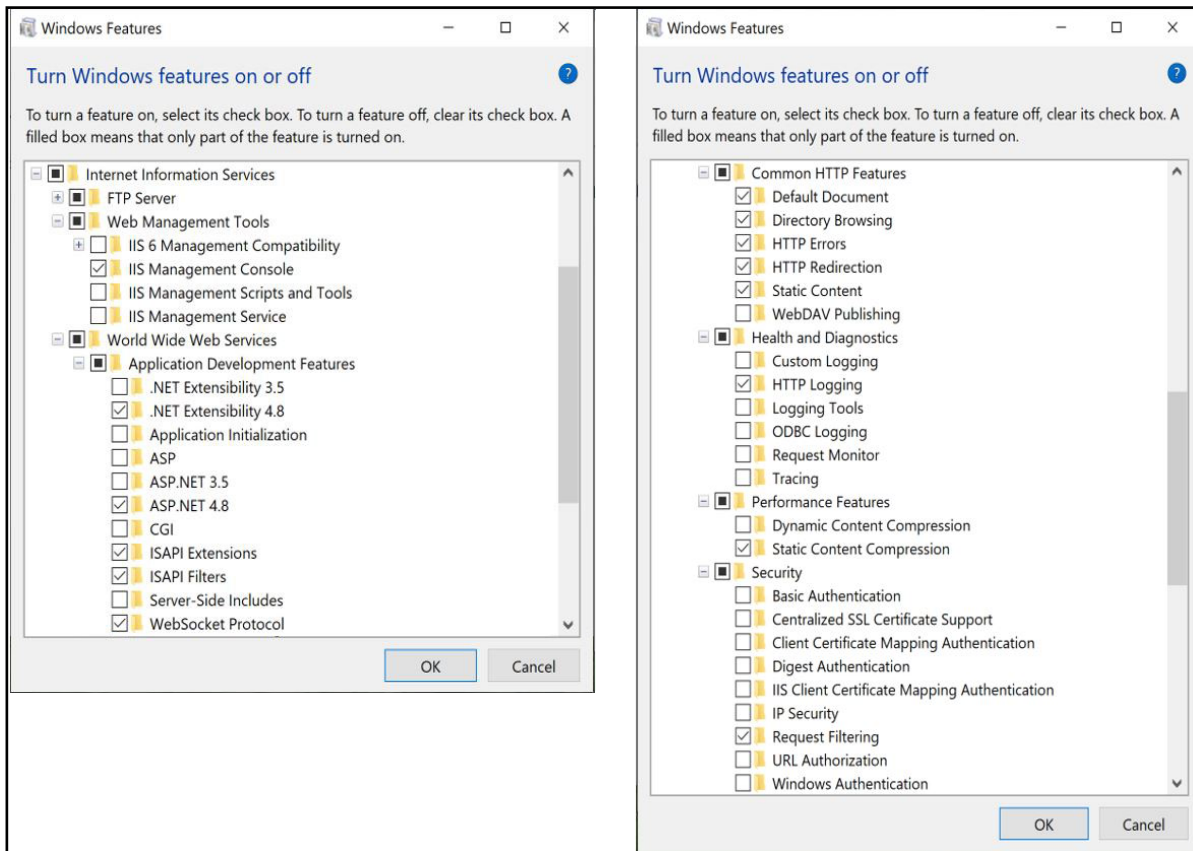 Windows Features
Turn Windows features on or off
?
To turn a feature on, select its check box. To turn a feature off, clear its check box. A
filled box means that only part of the feature is turned on.
Internet Information Services
FTP Server
Web Management Tools
IIS 6 Management Compatibility
IIS Management Console
IIS Management Scripts and Tools
IIS Management Service
World Wide Web Services
Application Development Features
.NET Extensibility 3.5
.NET Extensibility 4.8
Application Initialization
ASP
ASP.NET 3.5
ASP.NET 4.8
CGI
ISAPI Extensions
ISAPI Filters
Server-Side Includes
WebSocket Protocol
OK Cancel
Windows Features
Turn Windows features on or off
?
To turn a feature on, select its check box. To turn a feature off, clear its check box. A
filled box means that only part of the feature is turned on.
Common HTTP Features
Default Document
Directory Browsing
HTTP Errors
HTTP Redirection
Static Content
WebDAV Publishing
Health and Diagnostics
Custom Logging
HTTP Logging
Logging Tools
ODBC Logging
Request Monitor
Tracing
Performance Features
Dynamic Content Compression
Static Content Compression
Security
Basic Authentication
Centralized SSL Certificate Support
Client Certificate Mapping Authentication
Digest Authentication
IIS Client Certificate Mapping Authentication
IP Security
Request Filtering
URL Authorization
Windows Authentication
OK Cancel